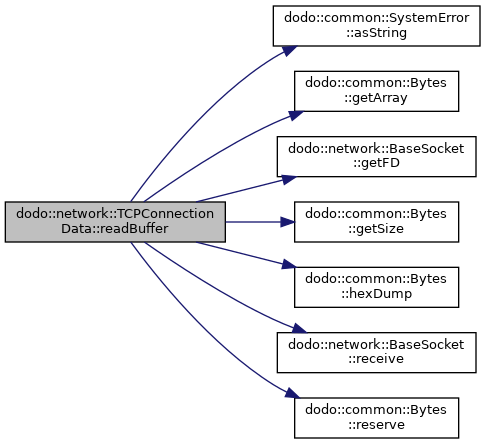 dodo::common::SystemError
::asString
dodo::common::Bytes
::getArray
dodo::network::BaseSocket
::getFD
dodo::network::TCPConnection
Data::readBuffer
dodo::common::Bytes
::getSize
dodo::common::Bytes
::hexDump
dodo::network::BaseSocket
::receive
dodo::common::Bytes
::reserve